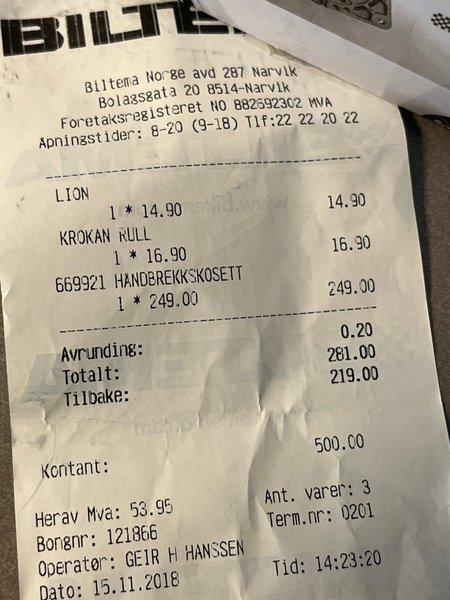 BILTE
Biltema Norge avd 287 Narvik
Bolagsgata 20 8514-Narvik
Foretaksregisteret NO 882692302 MVA
Apningstider: 8-20 (9-18) Tlf:22 22 20 22
LION
1 * 14.90 14.90
KROKAN RULL
1 * 16.90 16.90
669921 HANDBREKKSKOSETT
1 * 249.00 249.00
Avrunding: 0.20
Totalt: 281.00
Tilbake: 219.00
Kontant: 500.00
Herav Mva: 53.95 Ant. varer: 3
Bongnr: 121866 Term.nr: 0201
Operatør: GEIR H HANSSEN
Dato: 15.11.2018 Tid: 14:23:20